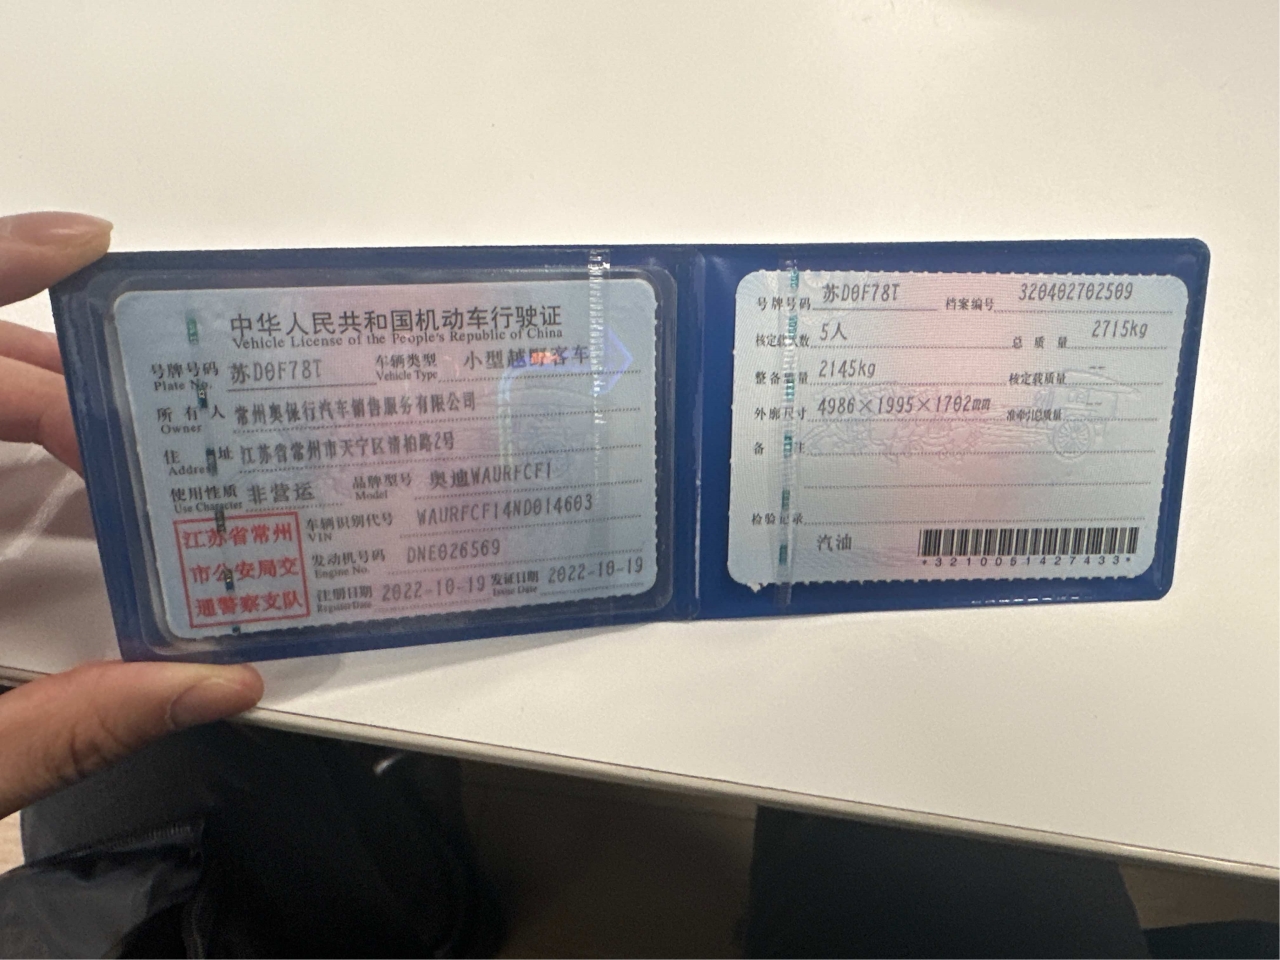 中华人民共和国机动车行驶证
Vehicle License of the People's Republic of China
号牌号码 苏D0F78T 车辆类型 小型越野客车
Plate No. Vehicle Type
所有人 常州奥保行汽车销售服务有限公司
Owner
住址 江苏省常州市天宁区清柏路2号
Address
使用性质 非营运 品牌型号 奥迪WAURFCF1
Use Character Model
江苏省常州
市公安局交
通警察支队
车辆识别代号 WAURFCF14ND014603
VIN
发动机号码 DNE026569
Engine No.
注册日期 2022-10-19 发证日期 2022-10-19
Register Date Issue Date
号牌号码 苏D0F78T 档案编号 320402702509
核定载人数 5人 总质量 2715kg
整备质量 2145kg 核定载质量 --
外廓尺寸 4986×1995×1702mm 准牵引总质量 --
备注
检验记录
汽油
*3210051427433*